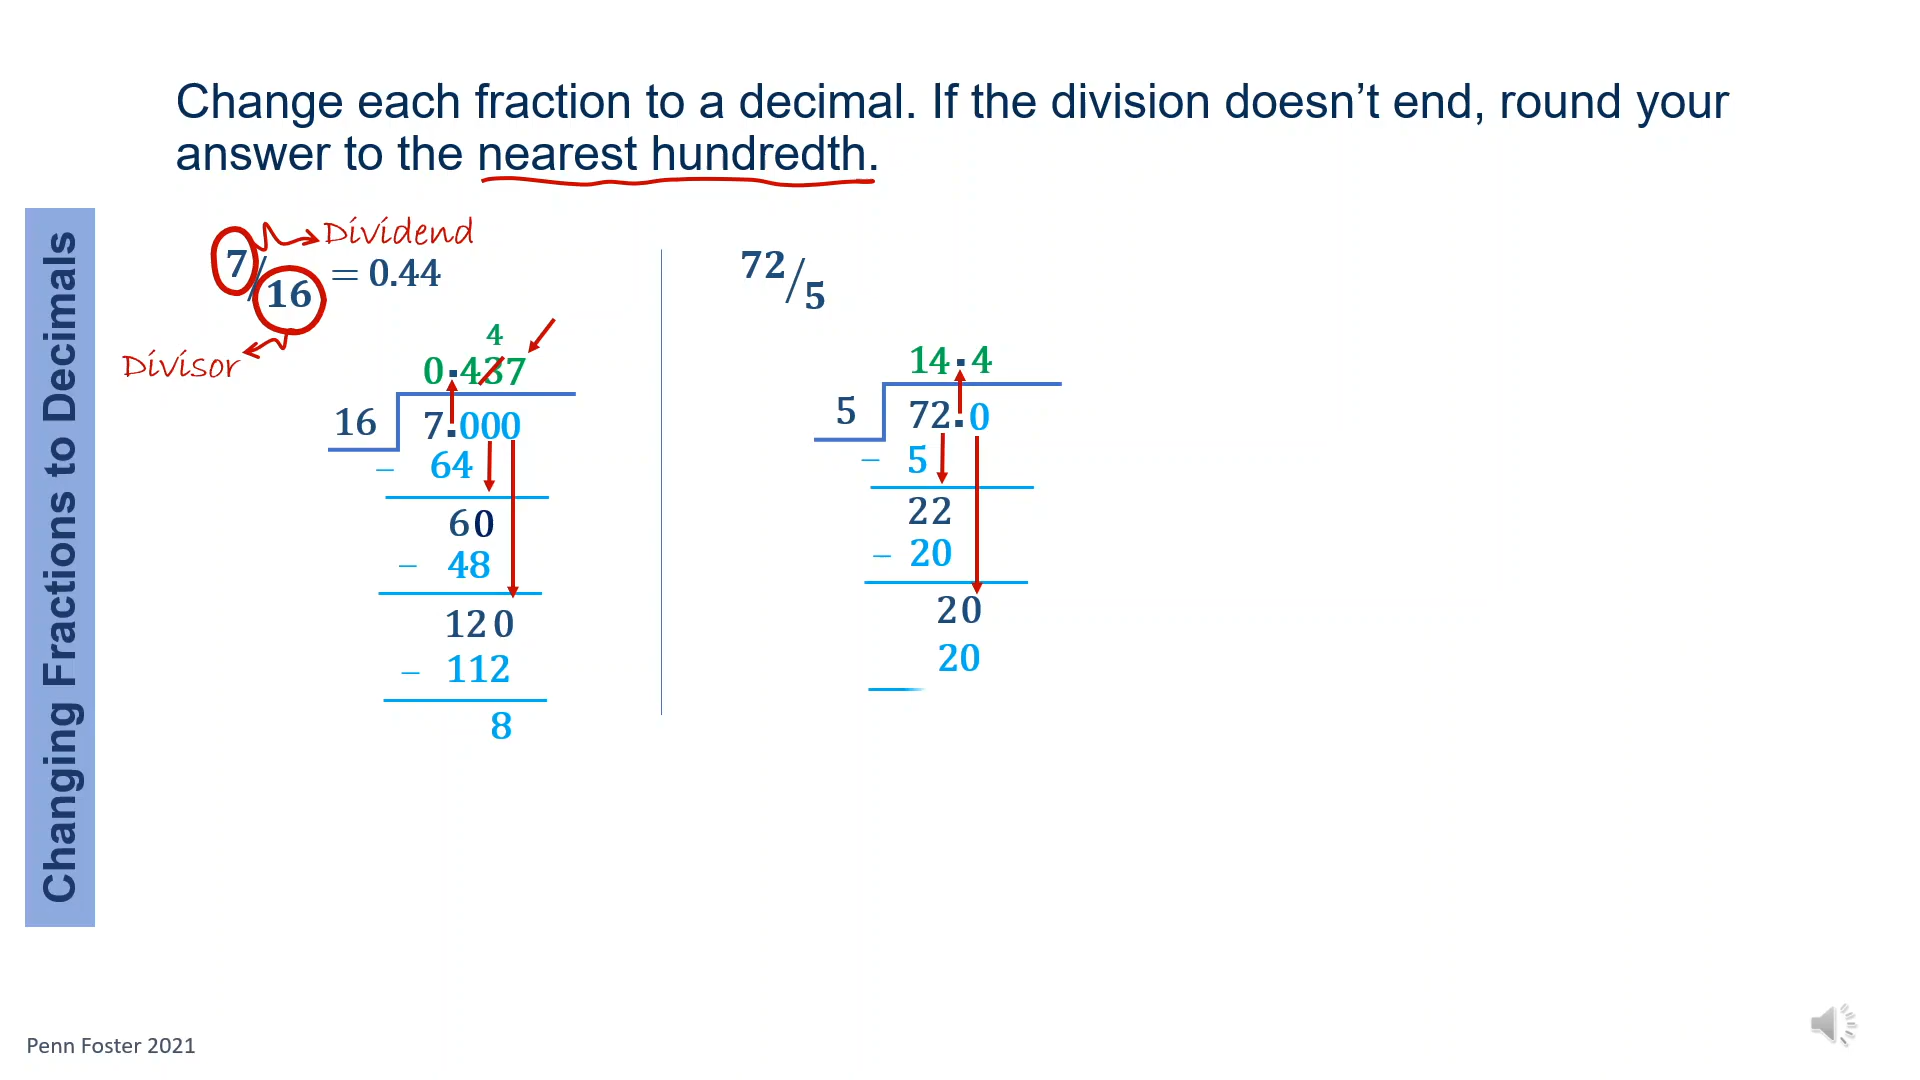 Change each fraction to a decimal. If the division doesn’t end, round your
answer to the nearest hundredth.
Changing Fractions to Decimals
Dividend
7/16 = 0.44
Divisor
4
0.437
16 7.000
– 64
60
– 48
120
– 112
8
72/5
14.4
5 72.0
– 5
22
– 20
20
20
Penn Foster 2021